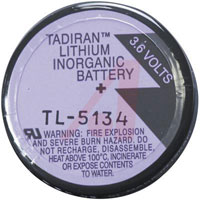 TADIRAN™
LITHIUM
INORGANIC
BATTERY
3.6 VOLTS
+
TL-5134
WARNING: FIRE EXPLOSION
AND SEVERE BURN HAZARD. DO
NOT RECHARGE, DISASSEMBLE,
HEAT ABOVE 100°C, INCINERATE
OR EXPOSE CONTENTS
TO WATER.